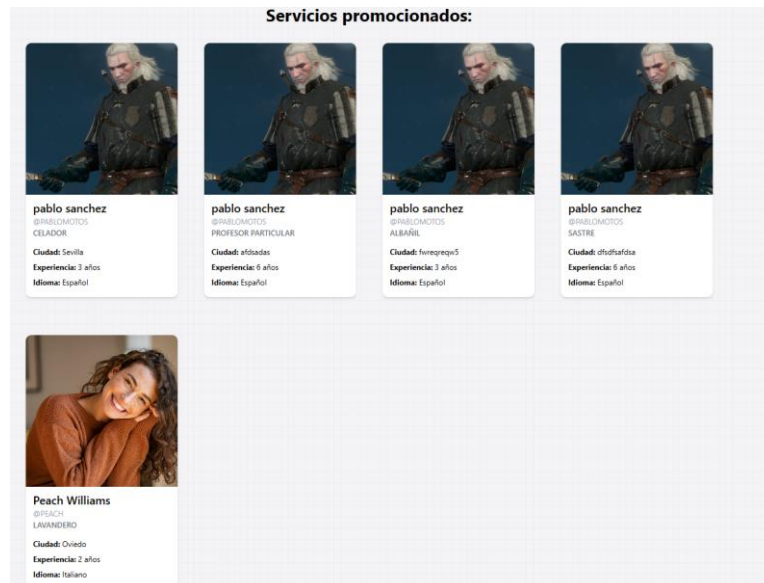 Servicios promocionados:
pablo sanchez
@PABLOMOTOS
CELADOR
Ciudad: Sevilla
Experiencia: 3 años
Idioma: Español
pablo sanchez
@PABLOMOTOS
PROFESOR PARTICULAR
Ciudad: afdsadas
Experiencia: 6 años
Idioma: Español
pablo sanchez
@PABLOMOTOS
ALBAÑIL
Ciudad: fwreqreqw5
Experiencia: 3 años
Idioma: Español
pablo sanchez
@PABLOMOTOS
SASTRE
Ciudad: dfsdfsafdsa
Experiencia: 6 años
Idioma: Español
Peach Williams
@PEACH
LAVANDERO
Ciudad: Oviedo
Experiencia: 2 años
Idioma: Italiano